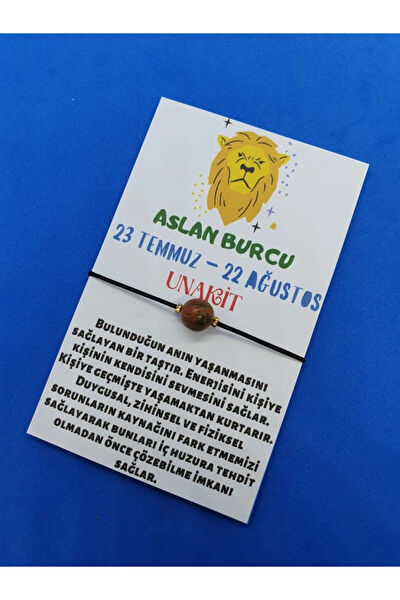 ASLAN BURCU
23 TEMMUZ – 22 AĞUSTOS
UNAKİT
BULUNDUĞUN ANIN YAŞANMASINI
SAĞLAYAN BİR TAŞTIR. ENERJİSİNİ KİŞİYE
KİŞİNİN KENDİSİNİ SEVMESİNİ SAĞLAR.
KİŞİYE GEÇMİŞTE YAŞAMAKTAN KURTARIR.
DUYGUSAL, ZİHİNSEL VE FİZİKSEL
SORUNLARIN KAYNAĞINI FARK ETMEMİZİ
SAĞLAYARAK BUNLARI İÇ HUZURA TEHDİT
OLMADAN ÖNCE ÇÖZEBİLME İMKANI
SAĞLAR.